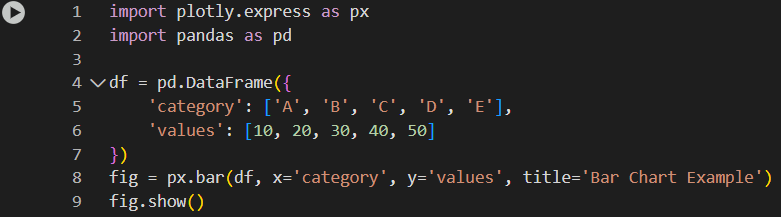 1 import plotly.express as px
2 import pandas as pd
3
4 df = pd.DataFrame({
5     'category': ['A', 'B', 'C', 'D', 'E'],
6     'values': [10, 20, 30, 40, 50]
7 })
8 fig = px.bar(df, x='category', y='values', title='Bar Chart Example')
9 fig.show()